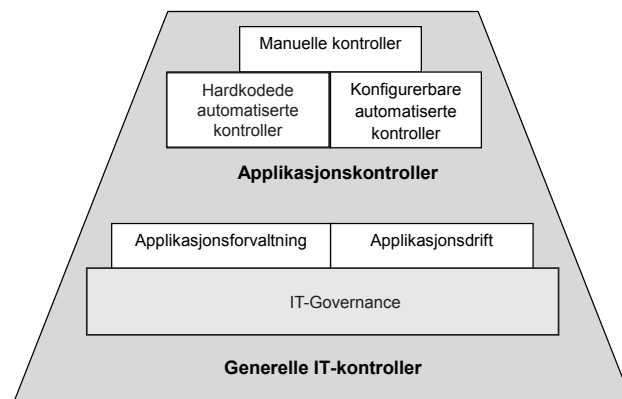 Manuelle kontroller
Hardkodede
automatiserte
kontroller
Konfigurerbare
automatiserte
kontroller
Applikasjonskontroller
Applikasjonsforvaltning
Applikasjonsdrift
IT-Governance
Generelle IT-kontroller